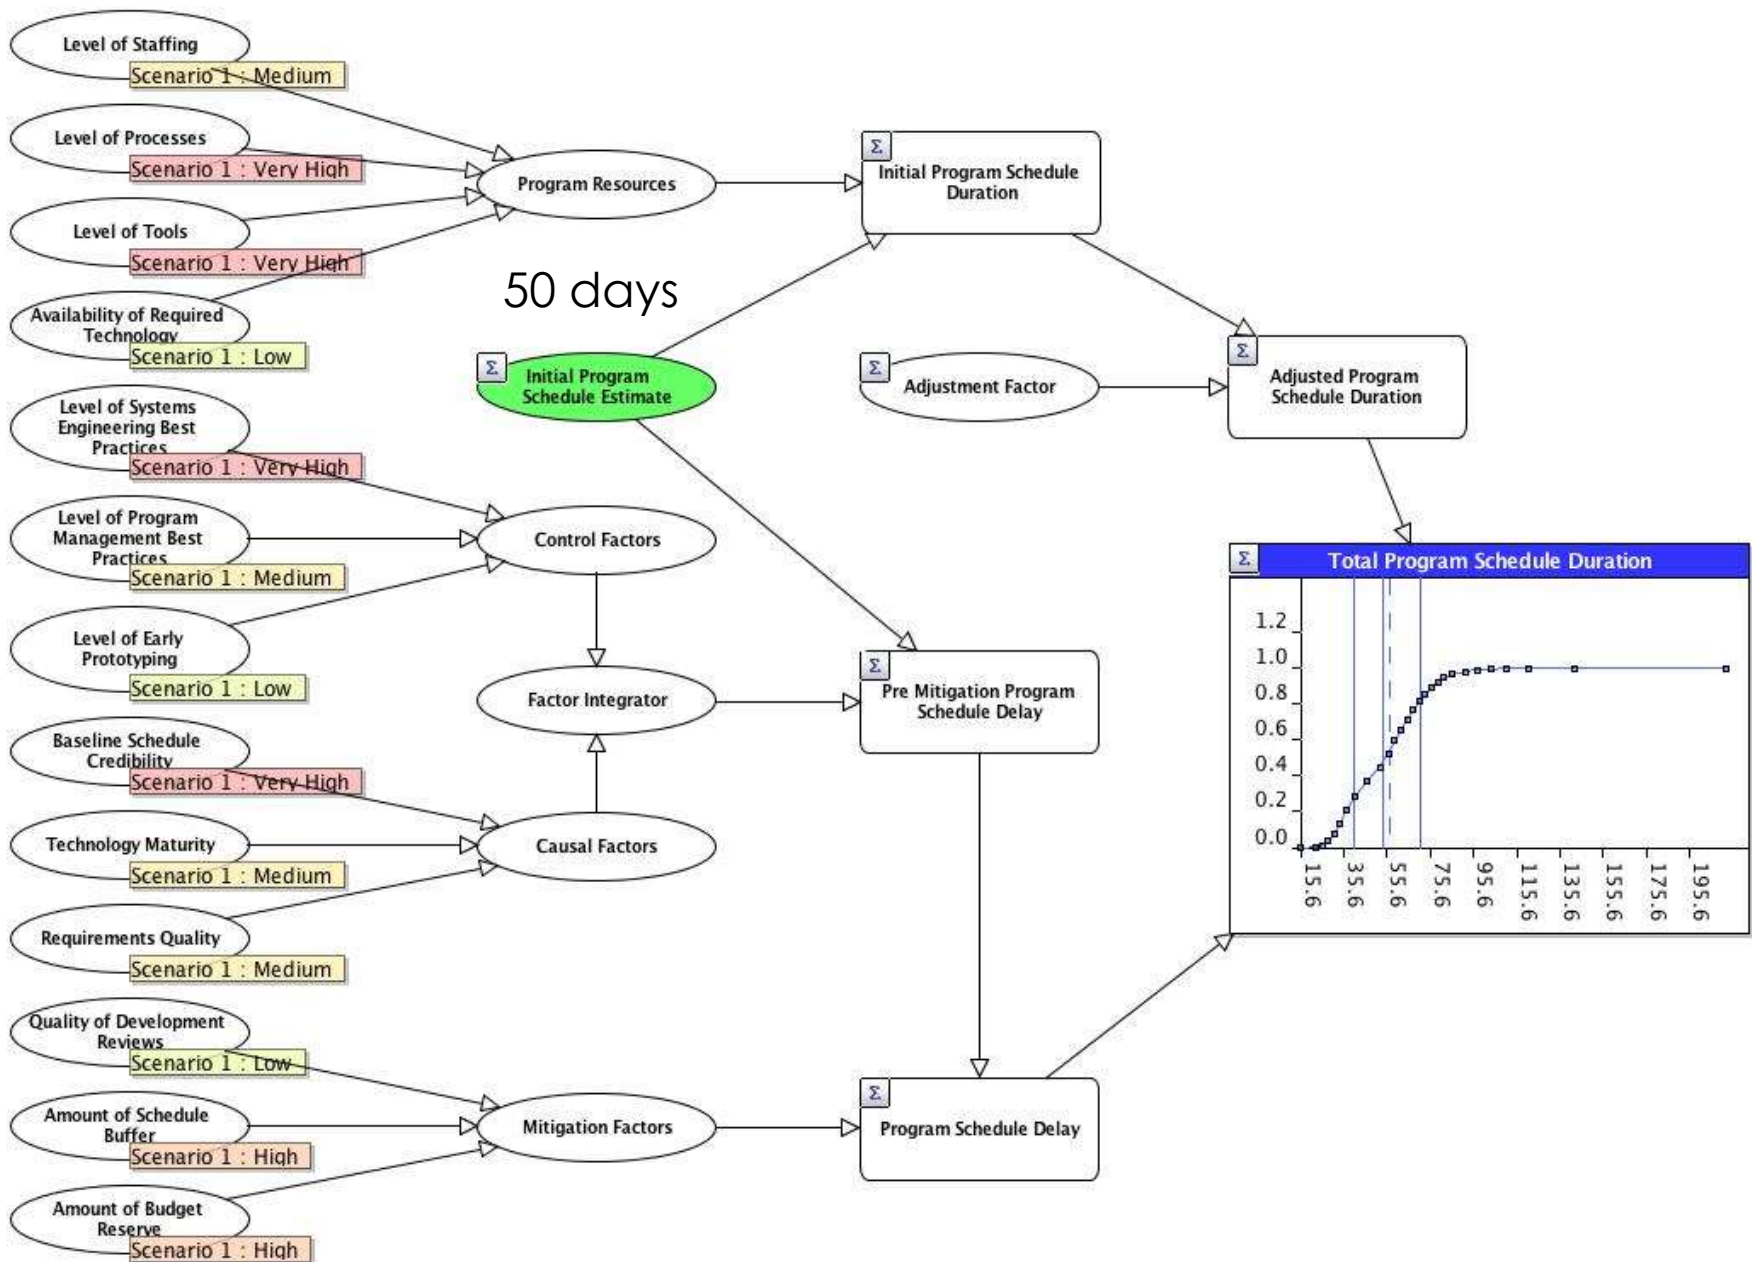 Level of Staffing
Scenario 1 : Medium
Level of Processes
Scenario 1 : Very High
Level of Tools
Scenario 1 : Very High
Availability of Required
Technology
Scenario 1 : Low
Level of Systems
Engineering Best
Practices
Scenario 1 : Very High
Level of Program
Management Best
Practices
Scenario 1 : Medium
Level of Early
Prototyping
Scenario 1 : Low
Baseline Schedule
Credibility
Scenario 1 : Very High
Technology Maturity
Scenario 1 : Medium
Requirements Quality
Scenario 1 : Medium
Quality of Development
Reviews
Scenario 1 : Low
Amount of Schedule
Buffer
Scenario 1 : High
Amount of Budget
Reserve
Scenario 1 : High
Program Resources
50 days
Σ
Initial Program
Schedule Estimate
Control Factors
Factor Integrator
Causal Factors
Mitigation Factors
Σ
Initial Program Schedule
Duration
Σ
Adjustment Factor
Σ
Pre Mitigation Program
Schedule Delay
Σ
Program Schedule Delay
Σ
Adjusted Program
Schedule Duration
Σ
Total Program Schedule Duration
1.2
1.0
0.8
0.6
0.4
0.2
0.0
15.6
35.6
55.6
75.6
95.6
115.6
135.6
155.6
175.6
195.6